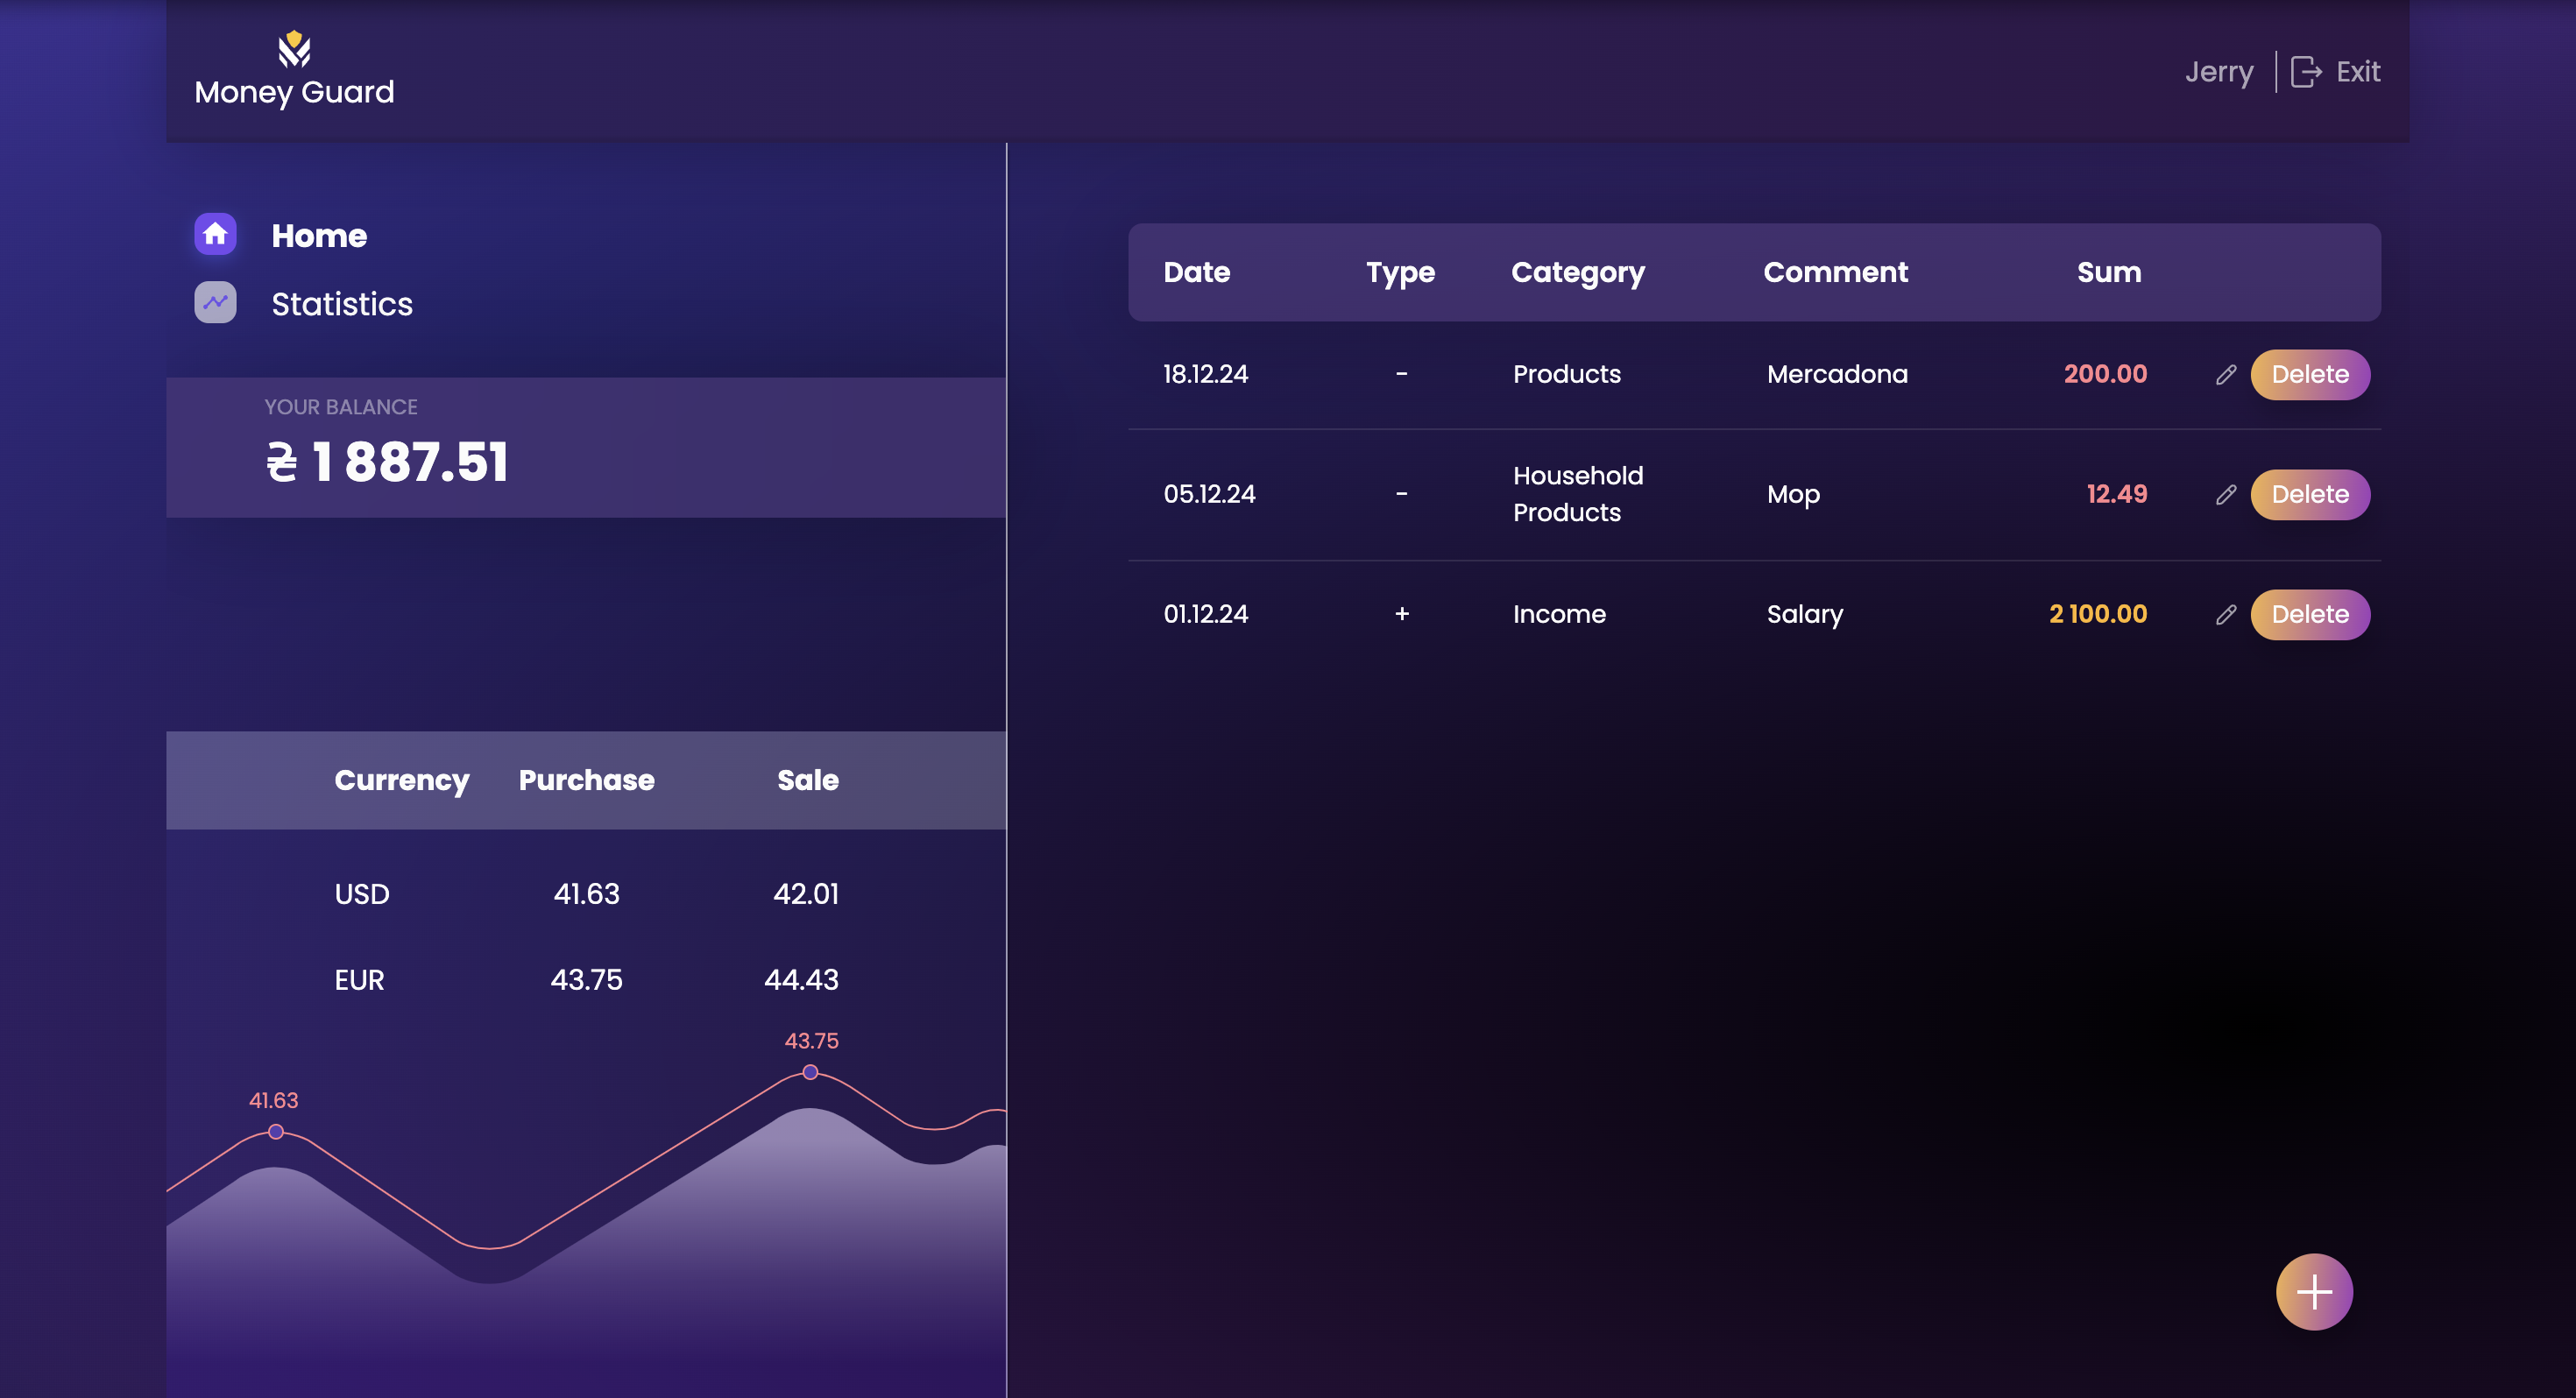 Money Guard
Jerry
Exit
Home
Statistics
YOUR BALANCE
₴ 1 887.51
Currency Purchase Sale
USD 41.63 42.01
EUR 43.75 44.43
43.75
41.63
Date Type Category Comment Sum
18.12.24 - Products Mercadona 200.00 Delete
05.12.24 - Household Products Mop 12.49 Delete
01.12.24 + Income Salary 2 100.00 Delete